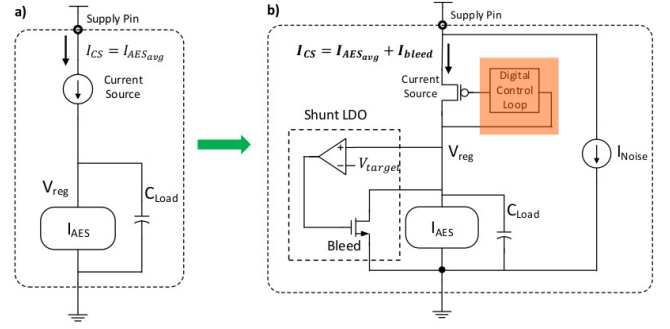 a)
Supply Pin
I_CS = I_AES_avg
Current
Source
V_reg
C_Load
I_AES
b)
Supply Pin
I_CS = I_AES_avg + I_bleed
Current
Source
Digital
Control
Loop
Shunt LDO
+
−
V_target
V_reg
I_Noise
C_Load
I_AES
Bleed